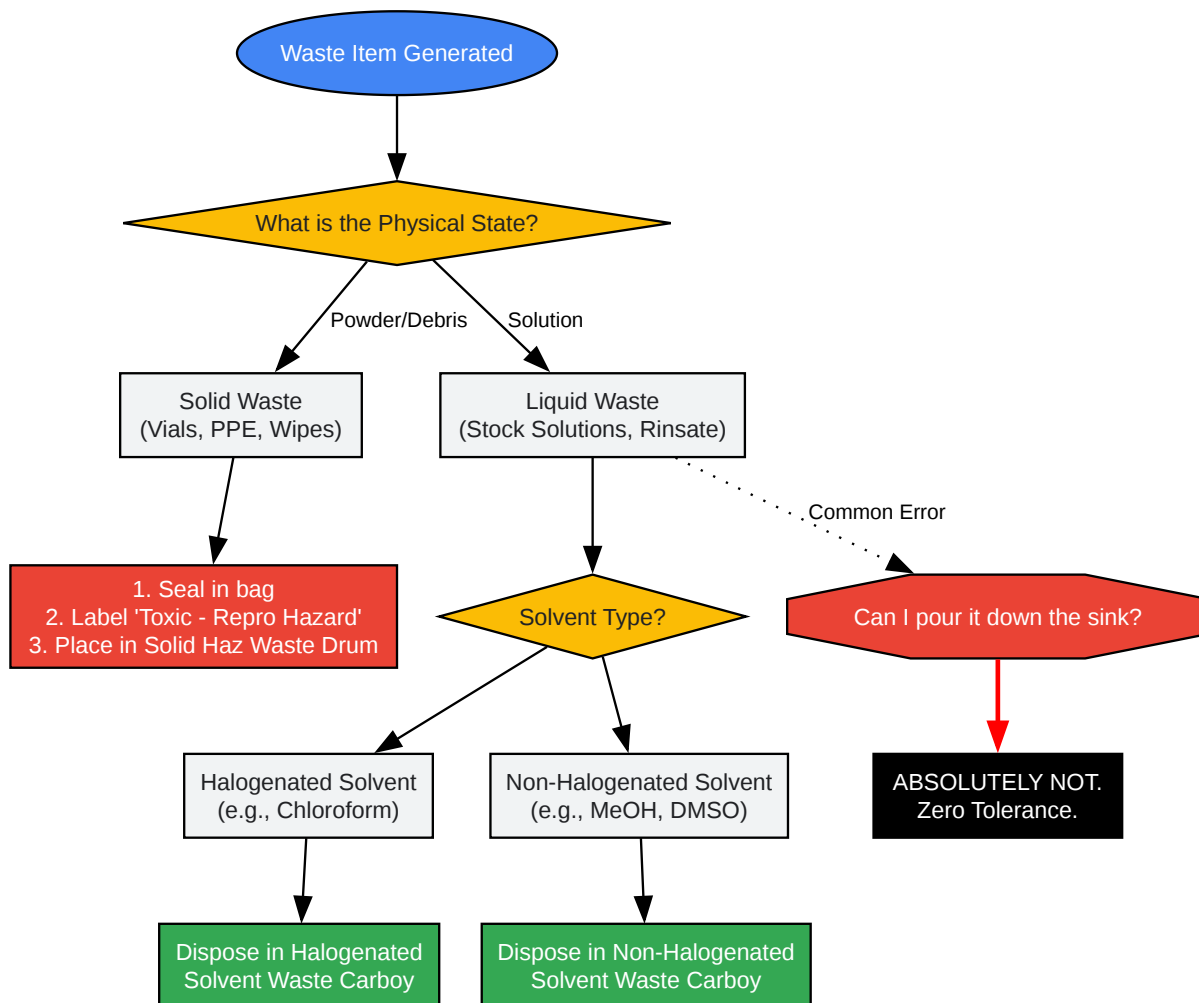 Waste Item Generated
What is the Physical State?
Powder/Debris
Solution
Solid Waste
(Vials, PPE, Wipes)
Liquid Waste
(Stock Solutions, Rinsate)
Common Error
1. Seal in bag
2. Label 'Toxic - Repro Hazard'
3. Place in Solid Haz Waste Drum
Solvent Type?
Can I pour it down the sink?
Halogenated Solvent
(e.g., Chloroform)
Non-Halogenated Solvent
(e.g., MeOH, DMSO)
ABSOLUTELY NOT.
Zero Tolerance.
Dispose in Halogenated
Solvent Waste Carboy
Dispose in Non-Halogenated
Solvent Waste Carboy